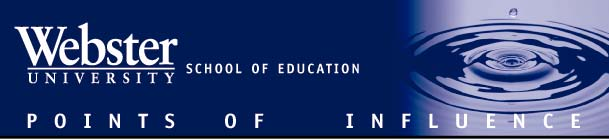 Webster
UNIVERSITY
SCHOOL OF EDUCATION
POINTS OF INFLUENCE